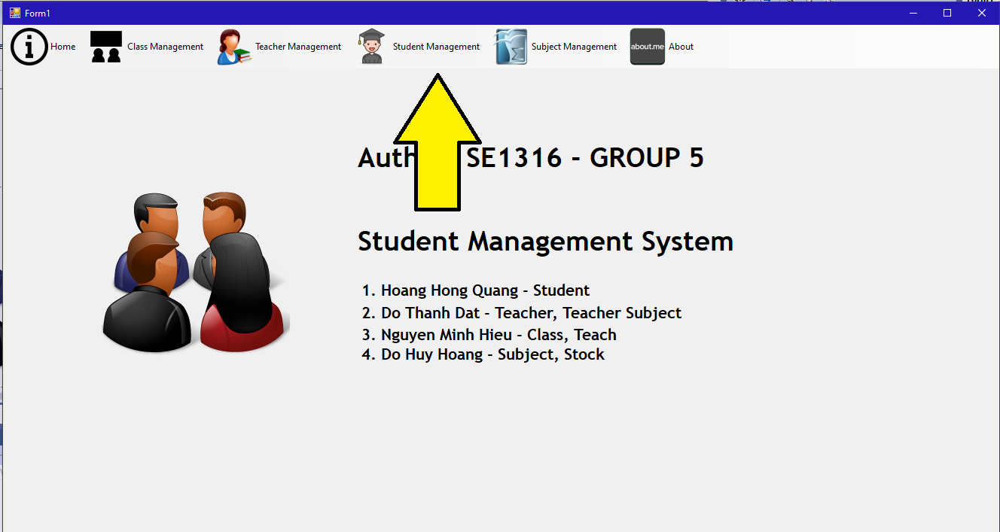 Form1
Home
Class Management
Teacher Management
Student Management
Subject Management
about.me
About
SE1316 - GROUP 5
Student Management System
1. Hoang Hong Quang - Student
2. Do Thanh Dat - Teacher, Teacher Subject
3. Nguyen Minh Hieu - Class, Teach
4. Do Huy Hoang - Subject, Stock